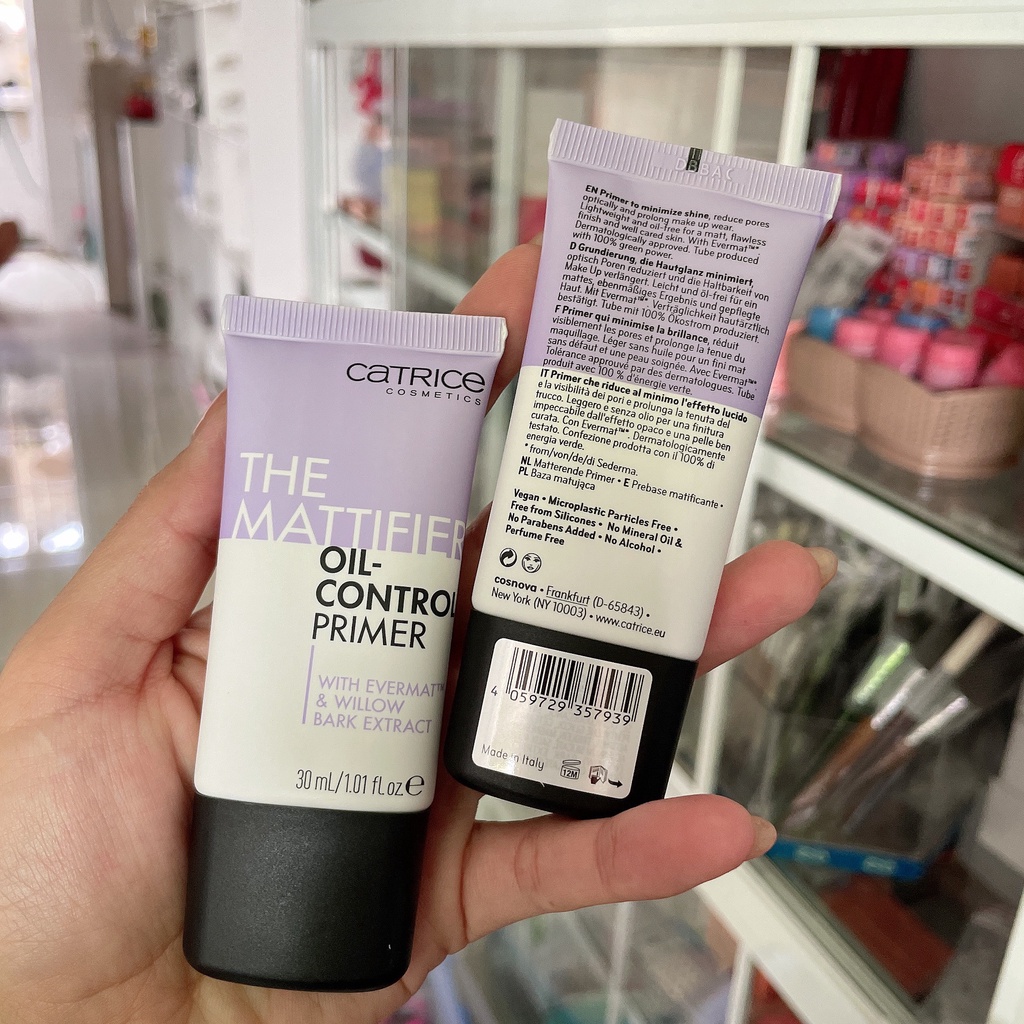 CATRICE
COSMETICS
THE
MATTIFIER
OIL-
CONTROL
PRIMER
WITH EVERMAT™
& WILLOW
BARK EXTRACT
30 mL/1.01 fl.oz ℮
EN Primer to minimize shine, reduce pores
optically and prolong make up wear.
Lightweight and oil-free for a matt, flawless
finish and well cared skin. With Evermat™*.
Dermatologically approved. Tube produced
with 100% green power.
D Grundierung, die Hautglanz minimiert,
optisch Poren reduziert und die Haltbarkeit von
Make Up verlängert. Leicht und öl-frei für ein
mattes, ebenmäßiges Ergebnis und gepflegte
Haut. Mit Evermat™*. Verträglichkeit hautärztlich
bestätigt. Tube mit 100% Ökostrom produziert.
F Primer qui minimise la brillance, réduit
visiblement les pores et prolonge la tenue du
maquillage. Léger sans huile pour un fini mat
sans défaut et une peau soignée. Avec Evermat™*
Tolérance approuvé par des dermatologues. Tube
produit avec 100 % d'énergie verte.
IT Primer che riduce al minimo l'effetto lucido
e la visibilità dei pori e prolunga la tenuta del
trucco. Leggero e senza olio per una finitura
impeccabile dall'effetto opaco e una pelle ben
curata. Con Evermat™*. Dermatologicamente
testato. Confezione prodotta con il 100% di
energia verde.
* from/von/de/di Sederma.
NL Matterende Primer • E Prebase matificante •
PL Baza matująca
Vegan • Microplastic Particles Free •
Free from Silicones • No Mineral Oil &
No Parabens Added • No Alcohol •
Perfume Free
cosnova • Frankfurt (D-65843) •
New York (NY 10003) • www.catrice.eu
4 059729 357939
Made in Italy
12M